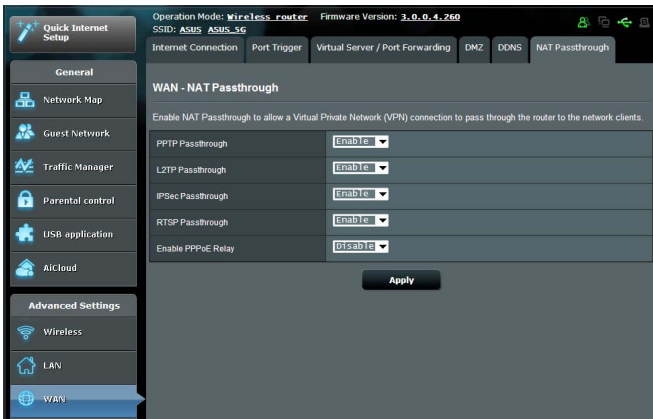 Quick Internet
Setup
Operation Mode: Wireless router Firmware Version: 3.0.0.4.260
SSID: ASUS ASUS_5G
Internet Connection Port Trigger Virtual Server / Port Forwarding DMZ DDNS NAT Passthrough
General
Network Map
Guest Network
Traffic Manager
Parental control
USB application
AiCloud
Advanced Settings
Wireless
LAN
WAN
WAN - NAT Passthrough
Enable NAT Passthrough to allow a Virtual Private Network (VPN) connection to pass through the router to the network clients.
PPTP Passthrough Enable
L2TP Passthrough Enable
IPSec Passthrough Enable
RTSP Passthrough Enable
Enable PPPoE Relay Disable
Apply